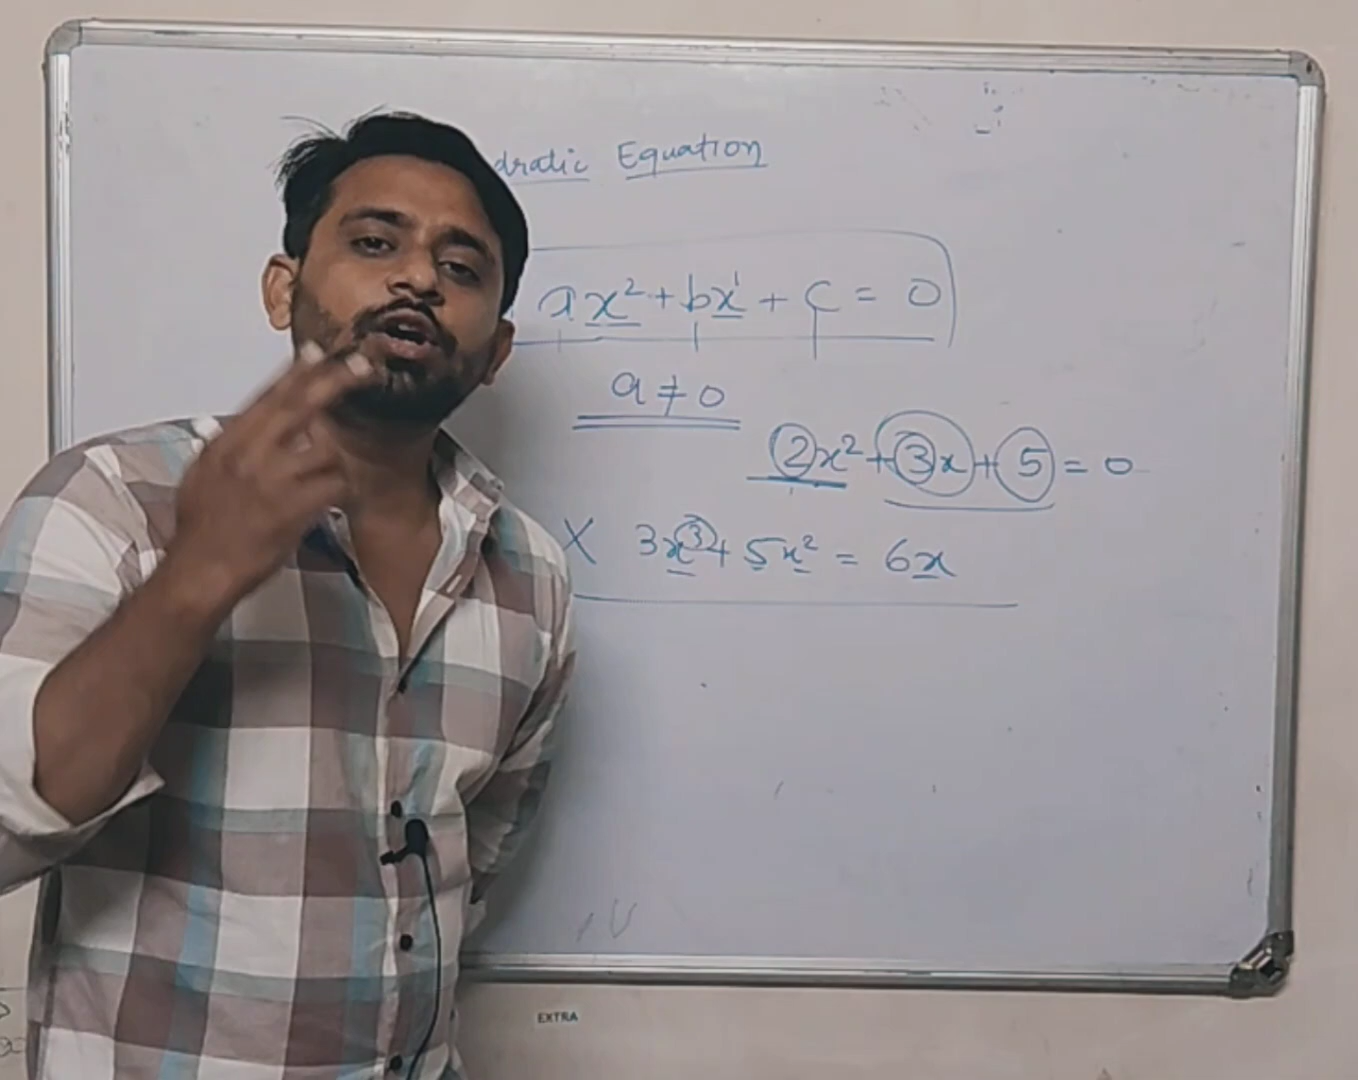 dratic Equation
ax² + bx¹ + c = 0
a ≠ 0
2x² + 3x + 5 = 0
X 3x³ + 5x² = 6x
EXTRA